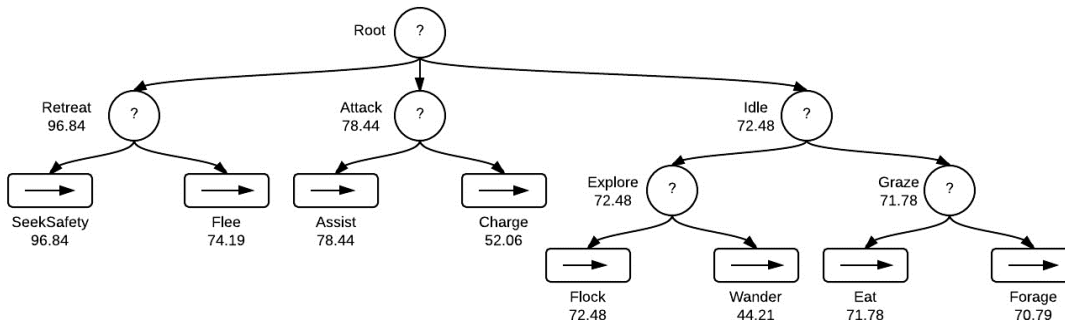 Root
?
Retreat
96.84
?
Attack
78.44
?
Idle
72.48
?
SeekSafety
96.84
Flee
74.19
Assist
78.44
Charge
52.06
Explore
72.48
?
Graze
71.78
?
Flock
72.48
Wander
44.21
Eat
71.78
Forage
70.79